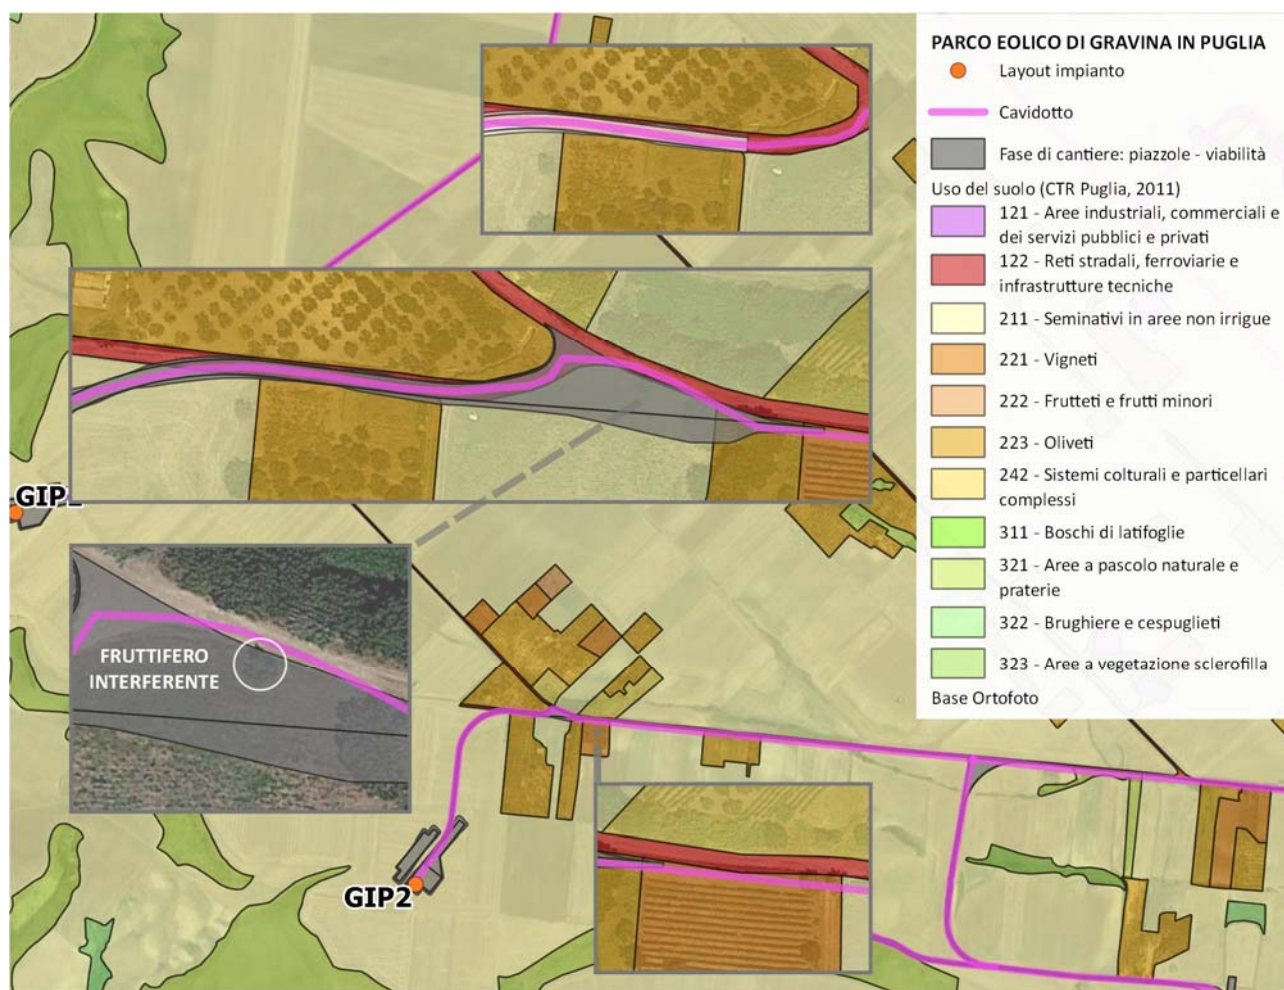 PARCO EOLICO DI GRAVINA IN PUGLIA
Layout impianto
Cavidotto
Fase di cantiere: piazzole - viabilità
Uso del suolo (CTR Puglia, 2011)
121 - Aree industriali, commerciali e
dei servizi pubblici e privati
122 - Reti stradali, ferroviarie e
infrastrutture tecniche
211 - Seminativi in aree non irrigue
221 - Vigneti
222 - Frutteti e frutti minori
223 - Oliveti
242 - Sistemi colturali e particellari
complessi
311 - Boschi di latifoglie
321 - Aree a pascolo naturale e
praterie
322 - Brughiere e cespuglieti
323 - Aree a vegetazione sclerofilla
Base Ortofoto
FRUTTIFERO
INTERFERENTE
GIP2